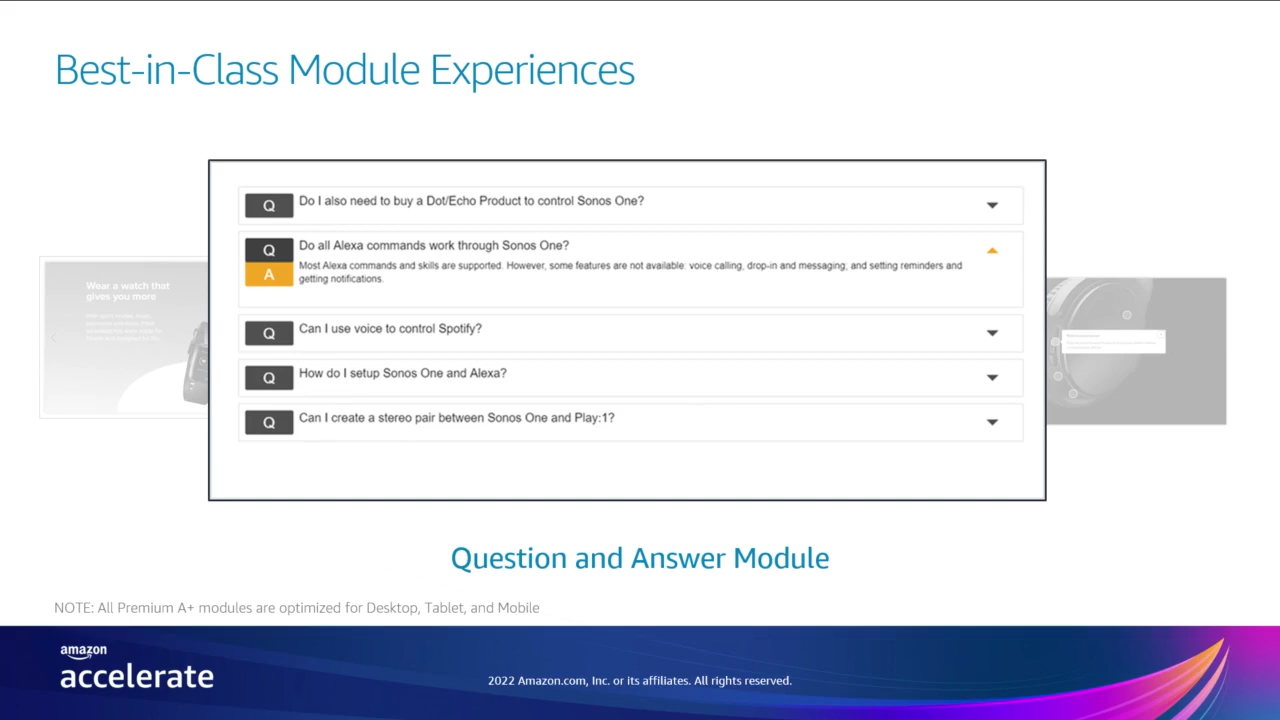 Best-in-Class Module Experiences
Wear a watch that
gives you more
Q Do I also need to buy a Dot/Echo Product to control Sonos One?
Q Do all Alexa commands work through Sonos One?
A Most Alexa commands and skills are supported. However, some features are not available: voice calling, drop-in and messaging; and setting reminders and
getting notifications.
Q Can I use voice to control Spotify?
Q How do I setup Sonos One and Alexa?
Q Can I create a stereo pair between Sonos One and Play:1?
Question and Answer Module
NOTE: All Premium A+ modules are optimized for Desktop, Tablet, and Mobile
amazon
accelerate
2022 Amazon.com, Inc. or its affiliates. All rights reserved.